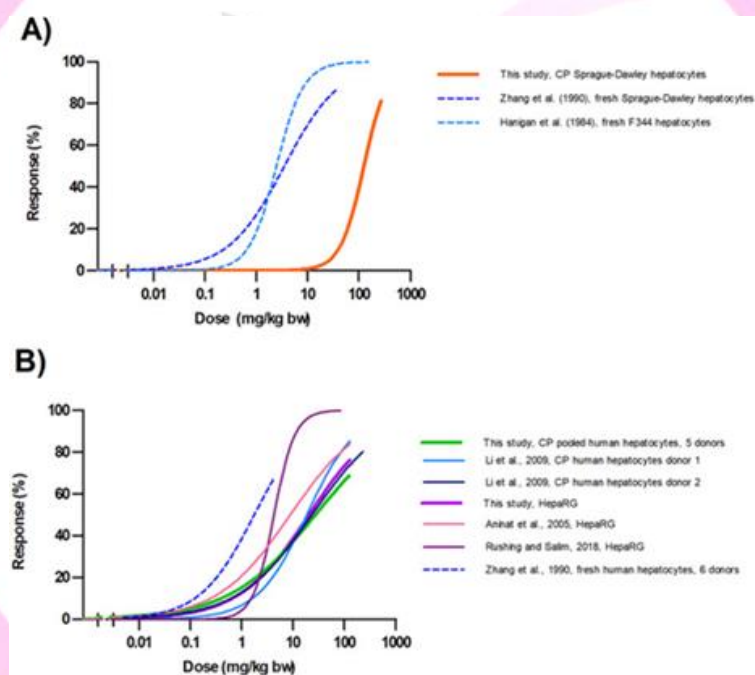 A)
100
80
60
40
20
0
Response (%)
0.01 0.1 1 10 100 1000
Dose (mg/kg bw)
This study, CP Sprague-Dawley hepatocytes
Zhang et al. (1990), fresh Sprague-Dawley hepatocytes
Hanigan et al. (1984), fresh F344 hepatocytes
B)
100
80
60
40
20
0
Response (%)
0.01 0.1 1 10 100 1000
Dose (mg/kg bw)
This study, CP pooled human hepatocytes, 5 donors
Li et al., 2009, CP human hepatocytes donor 1
Li et al., 2009, CP human hepatocytes donor 2
This study, HepaRG
Aninat et al., 2005, HepaRG
Rushing and Salim, 2018, HepaRG
Zhang et al., 1990, fresh human hepatocytes, 6 donors